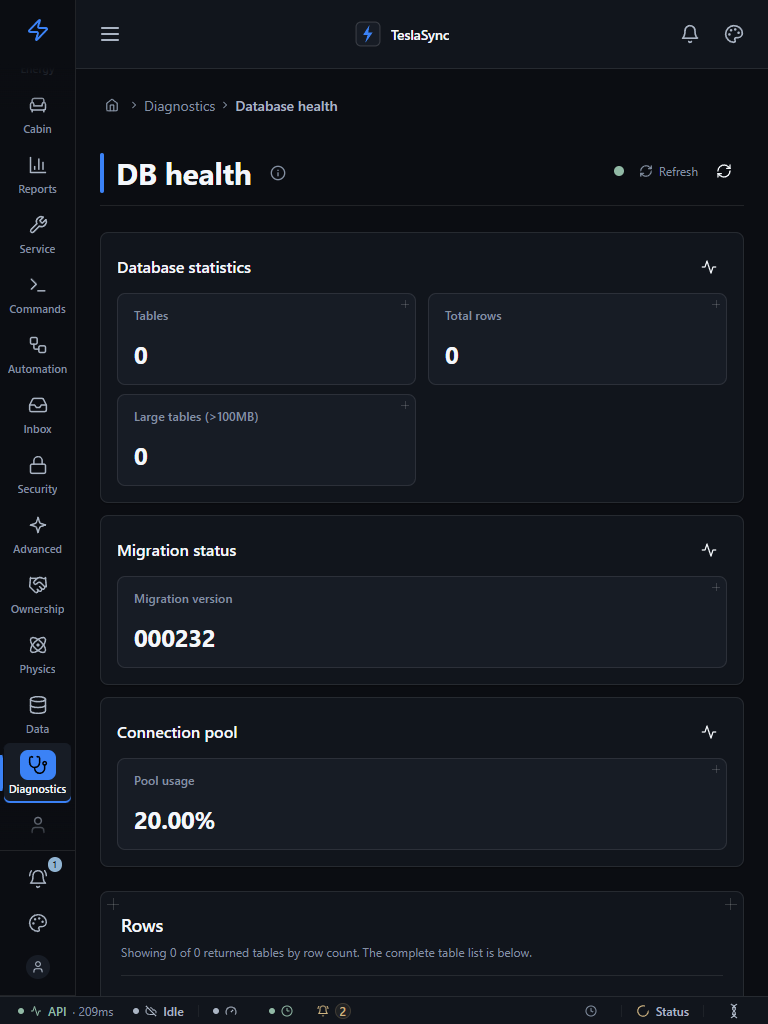 TeslaSync
Energy
Cabin
Reports
Service
Commands
Automation
Inbox
Security
Advanced
Ownership
Physics
Data
Diagnostics
1
Diagnostics > Database health
DB health
Refresh
Database statistics
Tables
0
Total rows
0
Large tables (>100MB)
0
Migration status
Migration version
000232
Connection pool
Pool usage
20.00%
Rows
Showing 0 of 0 returned tables by row count. The complete table list is below.
API · 209ms
Idle
2
Status